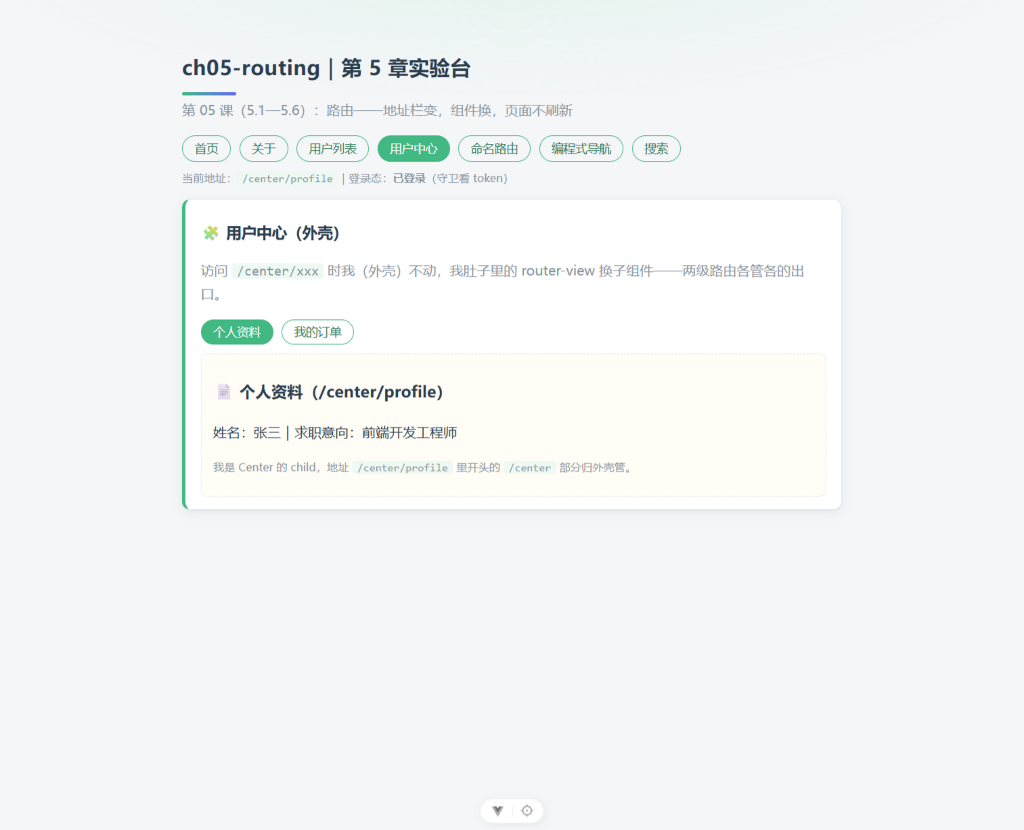 ch05-routing | 第 5 章实验台
第 05 课（5.1—5.6）：路由——地址栏变，组件换，页面不刷新
首页 关于 用户列表 用户中心 命名路由 编程式导航 搜索
当前地址： /center/profile | 登录态：已登录（守卫看 token）
用户中心（外壳）
访问 /center/xxx 时我（外壳）不动，我肚子里的 router-view 换子组件——两级路由各管各的出
口。
个人资料 我的订单
个人资料（/center/profile）
姓名：张三 | 求职意向：前端开发工程师
我是 Center 的 child，地址 /center/profile 里开头的 /center 部分归外壳管。